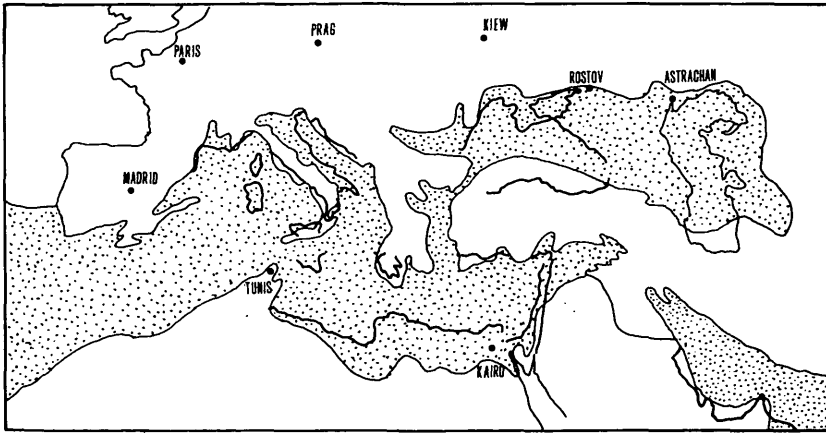 PARIS
PRAG
KIEW
ROSTOV
ASTRACHAN
MADRID
TUNIS
KAIRO